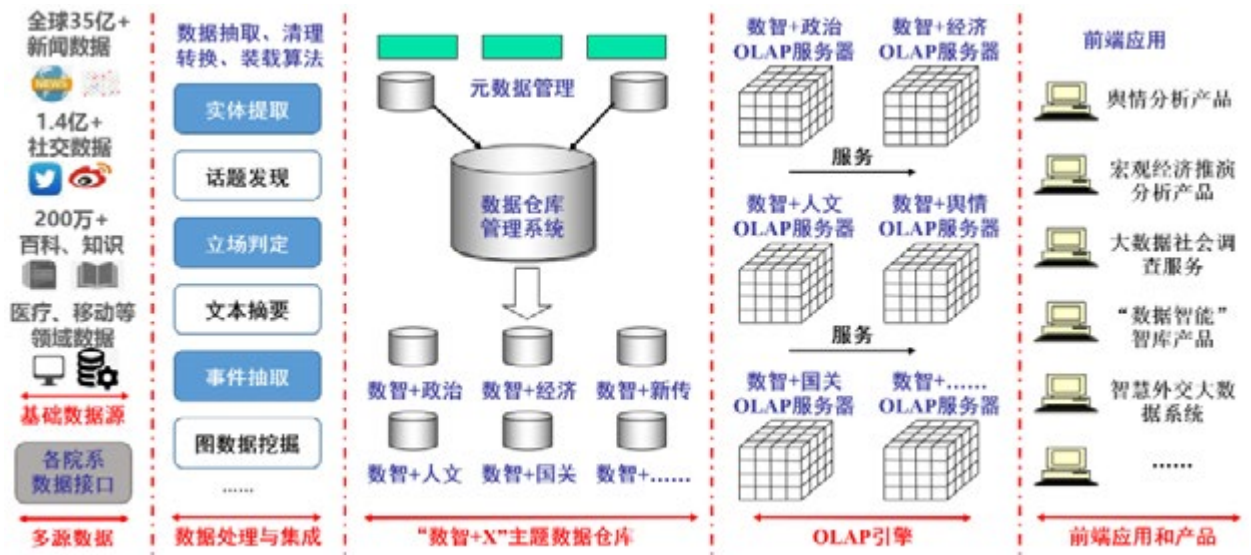 全球35亿+
新闻数据
NEWS
1.4亿+
社交数据
200万+
百科、知识
医疗、移动等
领域数据
基础数据源
各院系
数据接口
多源数据
数据抽取、清理
转换、装载算法
实体提取
话题发现
立场判定
文本摘要
事件抽取
图数据挖掘
......
数据处理与集成
元数据管理
数据仓库
管理系统
数智+政治
数智+经济
数智+新传
数智+人文
数智+国关
数智+......
“数智+X”主题数据仓库
数智+政治
OLAP服务器
数智+经济
OLAP服务器
服务
数智+人文
OLAP服务器
数智+舆情
OLAP服务器
服务
数智+国关
OLAP服务器
数智+......
OLAP服务器
OLAP引擎
前端应用
舆情分析产品
宏观经济推演
分析产品
大数据社会调
查服务
“数据智能”
智库产品
智慧外交大数
据系统
......
前端应用和产品